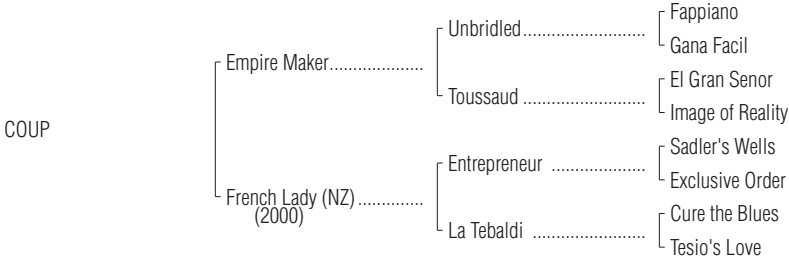 Fappiano
Unbridled..............................
Gana Facil
Empire Maker.......................
El Gran Senor
Toussaud ..............................
Image of Reality
COUP
Sadler's Wells
Entrepreneur .......................
Exclusive Order
French Lady (NZ) ................
(2000)
Cure the Blues
La Tebaldi ............................
Tesio's Love